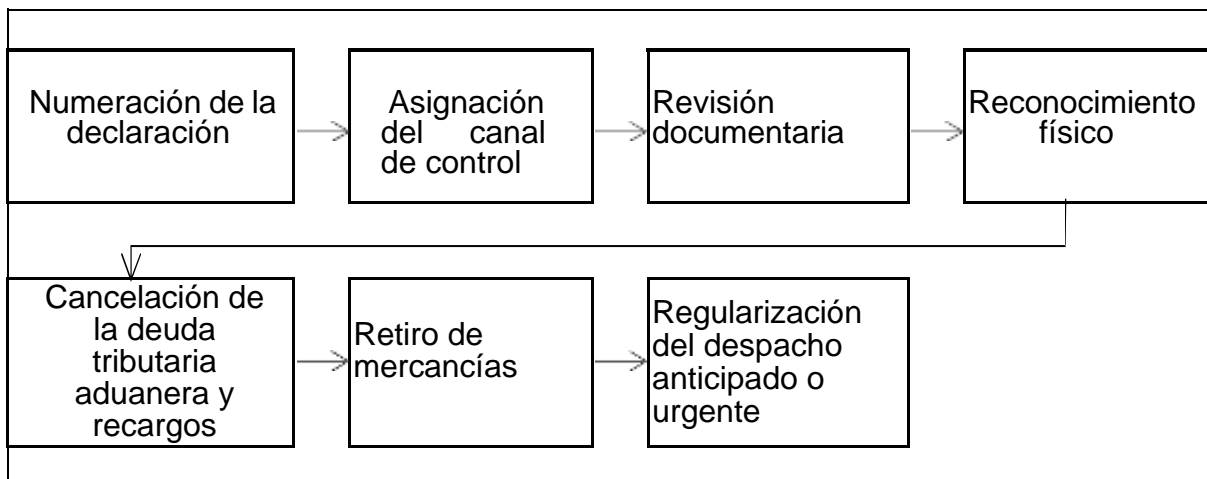 Numeración de la
declaración
Asignación
del canal
de control
Revisión
documentaria
Reconocimiento
físico
Cancelación de
la deuda
tributaria
aduanera y
recargos
Retiro de
mercancías
Regularización
del despacho
anticipado o
urgente